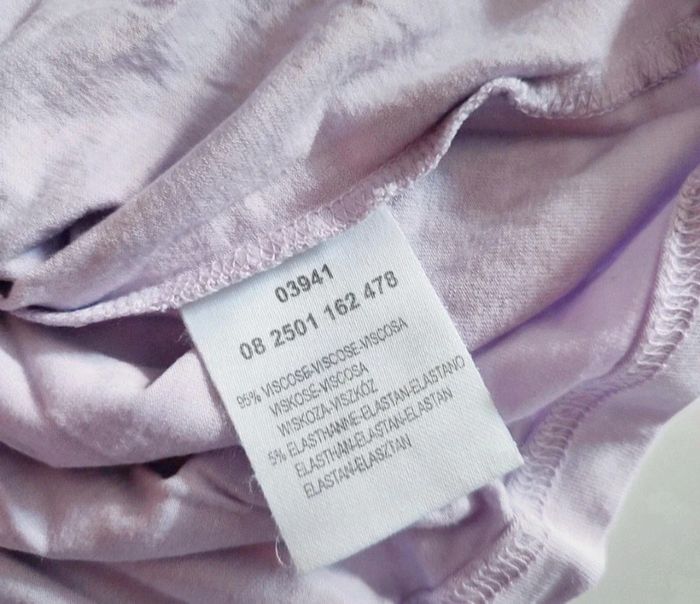 03941
08 2501 162 478
95% VISCOSE-VISCOSE-VISCOSA
VISKOSE-VISCOSA
WISKOZA-VISZKÓZ
5% ELASTHANNE-ELASTAN-ELASTANO
ELASTHAN-ELASTAN-ELASTAN
ELASTAN-ELASZTAN